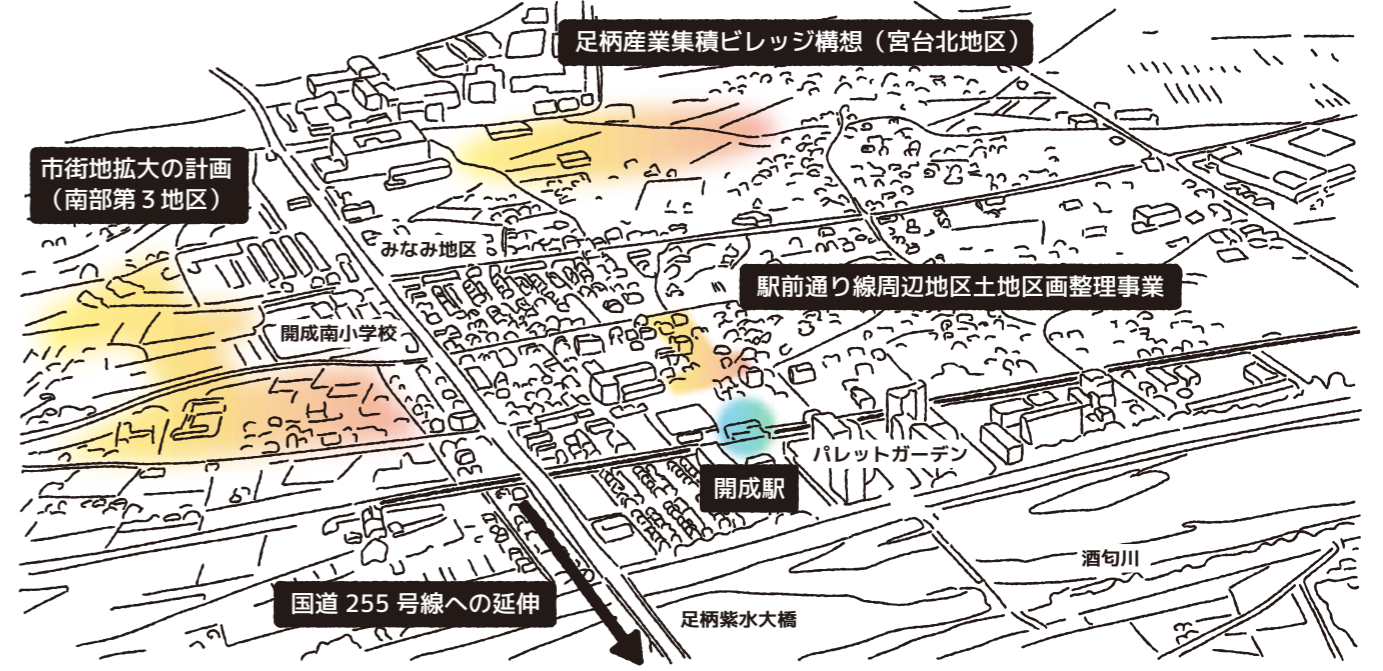 足柄産業集積ビレッジ構想（宮台北地区）
市街地拡大の計画
（南部第３地区）
みなみ地区
駅前通り線周辺地区土地区画整理事業
開成南小学校
パレットガーデン
開成駅
酒匂川
国道 255 号線への延伸
足柄紫水大橋